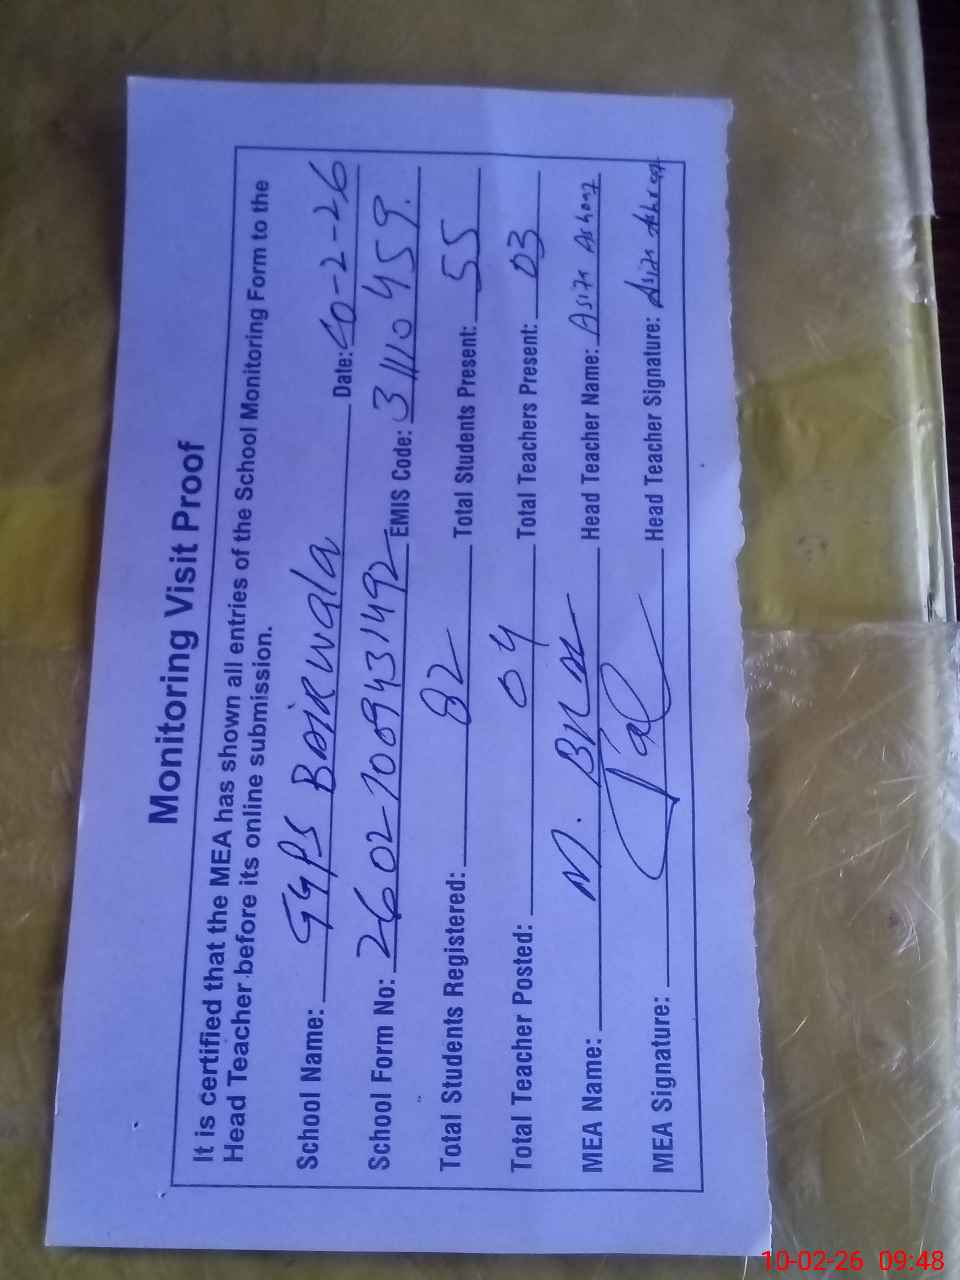 Monitoring Visit Proof
It is certified that the MEA has shown all entries of the School Monitoring Form to the
Head Teacher before its online submission.
School Name: GGPS BAIRWala Date: 10-2-26
School Form No: 2602-1009431492 EMIS Code: 31110459.
Total Students Registered: 82 Total Students Present: 55
Total Teacher Posted: 04 Total Teachers Present: 03
MEA Name: M. Head Teacher Name:
MEA Signature: Head Teacher Signature:
10-02-26 09:48